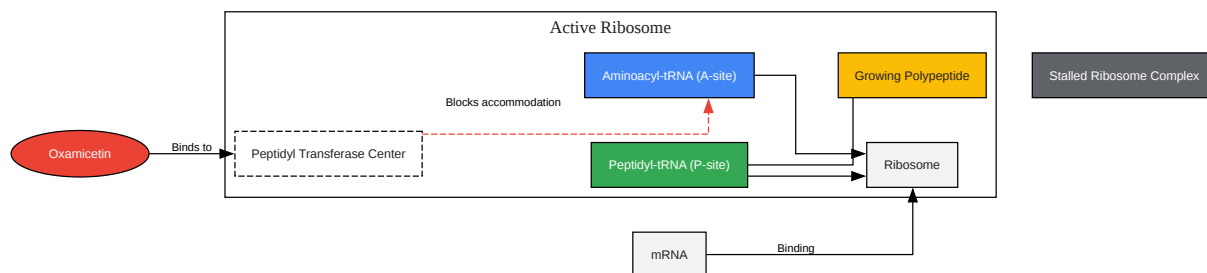 Active Ribosome
Aminoacyl-tRNA (A-site)
Growing Polypeptide
Stalled Ribosome Complex
Blocks accommodation
Oxamicetin
Binds to
Peptidyl Transferase Center
Peptidyl-tRNA (P-site)
Ribosome
mRNA
Binding